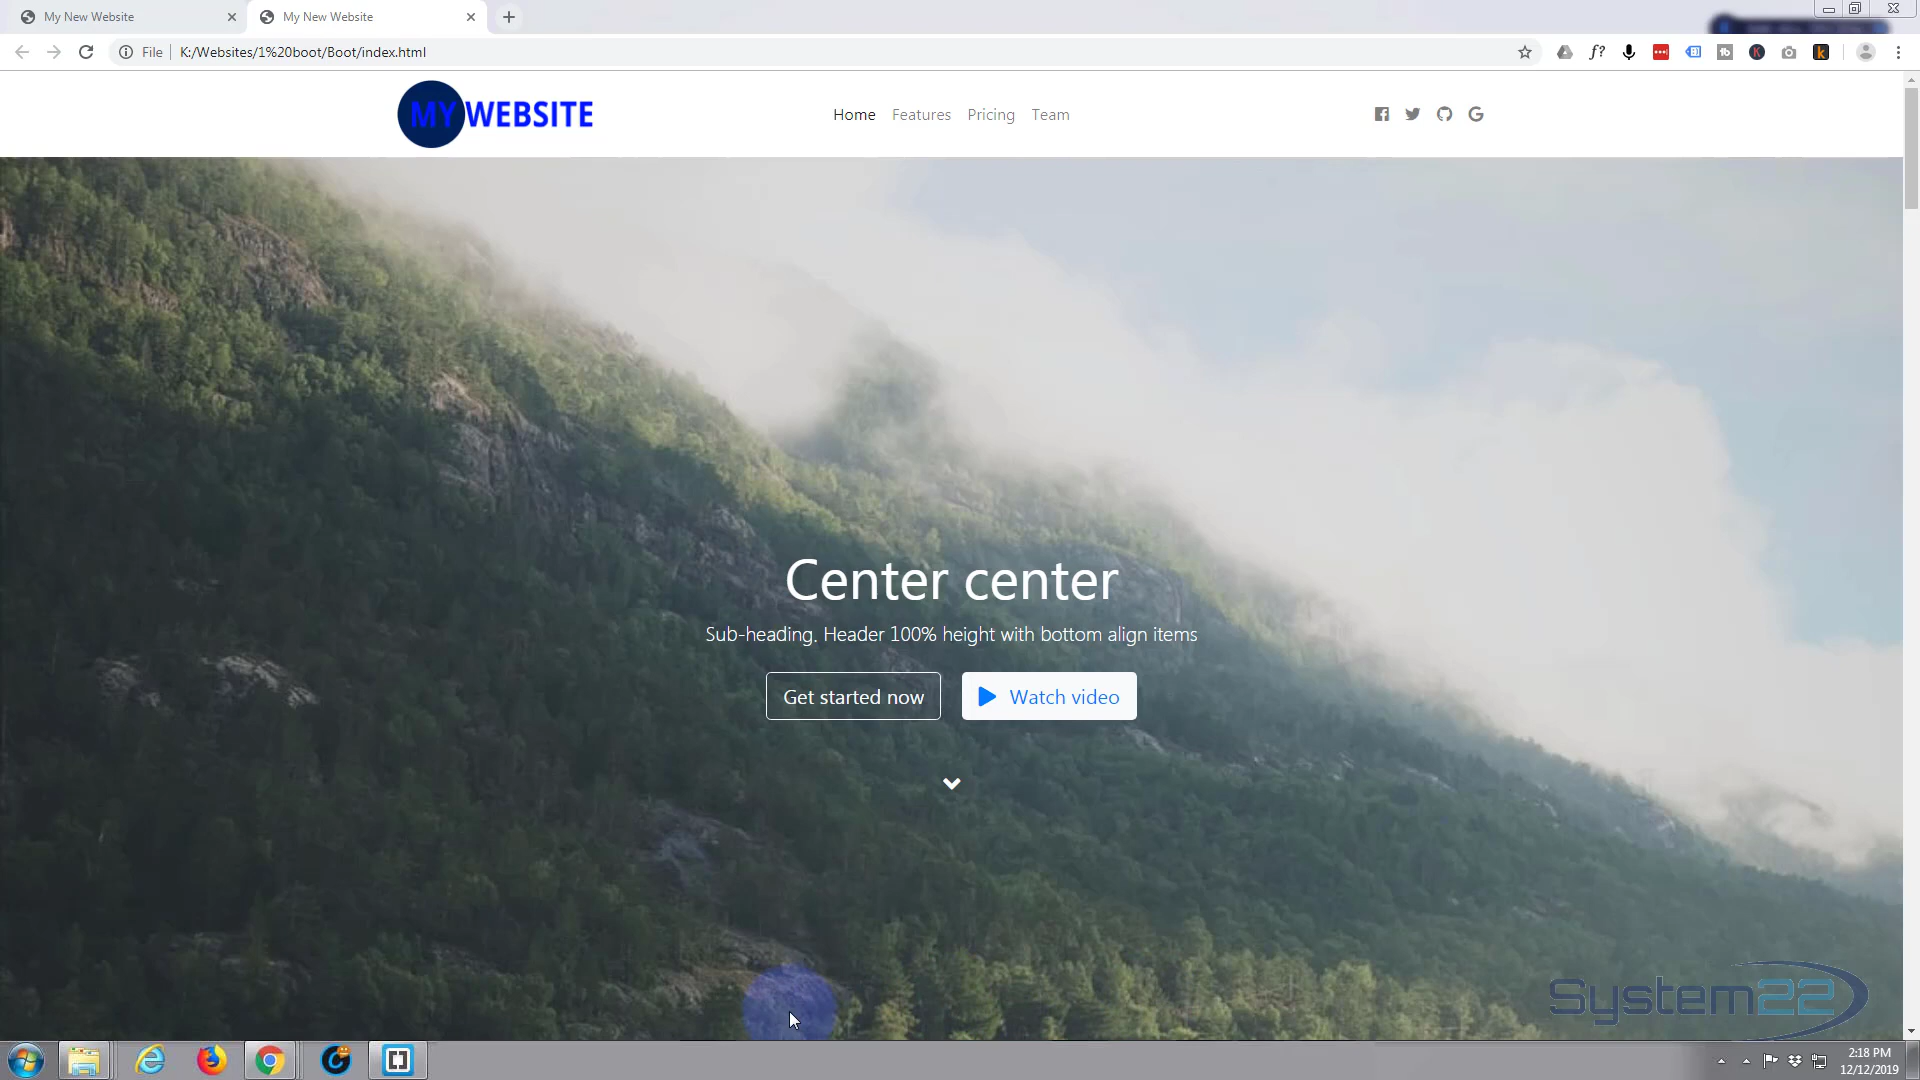 My New Website
My New Website
File
K:/Websites/1%20boot/Boot/index.html
MY WEBSITE
Home
Features
Pricing
Team
Center center
Sub-heading. Header 100% height with bottom align items
Get started now
Watch video
System22
2:18 PM
12/12/2019